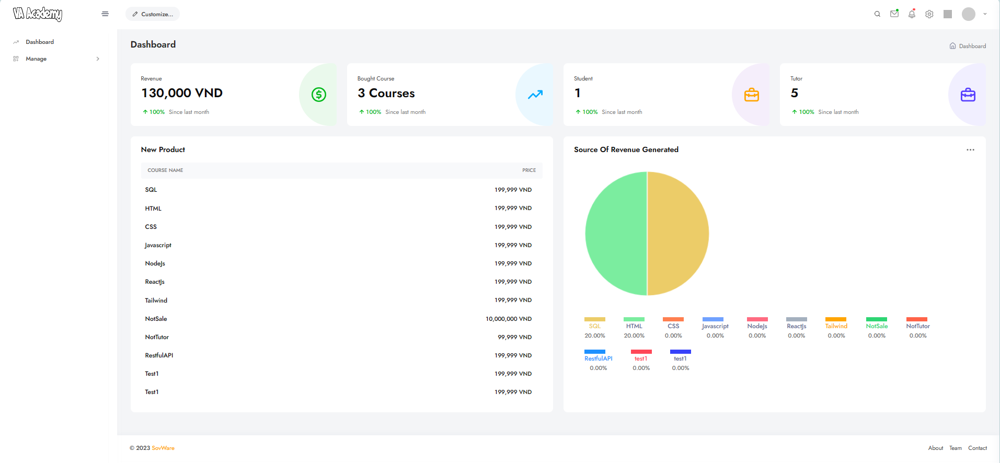 VA Academy
Customize...
Dashboard
Manage
Dashboard
Dashboard
Revenue
130,000 VND
100% Since last month
Bought Course
3 Courses
100% Since last month
Student
1
100% Since last month
Tutor
5
100% Since last month
New Product
COURSE NAME PRICE
SQL 199,999 VND
HTML 199,999 VND
CSS 199,999 VND
Javascript 199,999 VND
NodeJs 199,999 VND
ReactJs 199,999 VND
Tailwind 199,999 VND
NotSale 10,000,000 VND
NotTutor 99,999 VND
RestfulAPI 199,999 VND
Test1 199,999 VND
Test1 199,999 VND
Source Of Revenue Generated
SQL HTML CSS Javascript NodeJs ReactJs Tailwind NotSale NotTutor
20.00% 20.00% 0.00% 0.00% 0.00% 0.00% 0.00% 0.00% 0.00%
RestfulAPI test1 test1
0.00% 0.00% 0.00%
© 2023 SovWare
About Team Contact